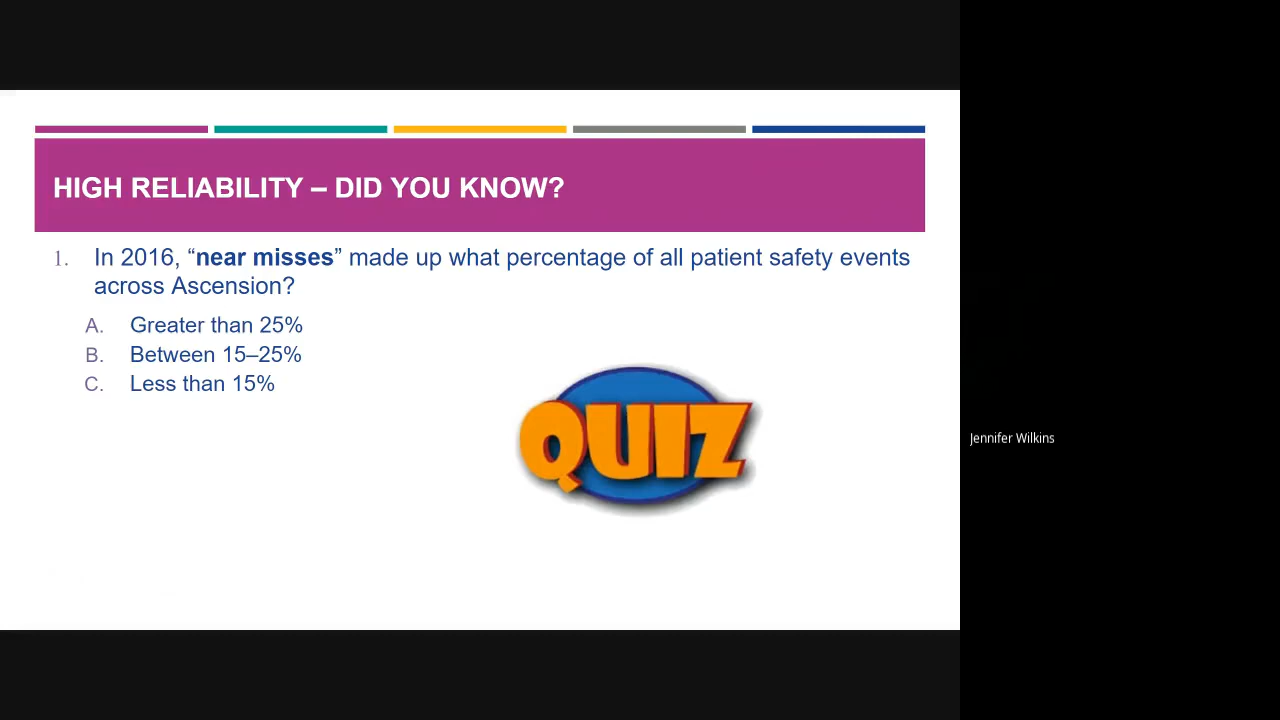 HIGH RELIABILITY – DID YOU KNOW?
1. In 2016, “near misses” made up what percentage of all patient safety events
across Ascension?
A. Greater than 25%
B. Between 15–25%
C. Less than 15%
QUIZ
Jennifer Wilkins